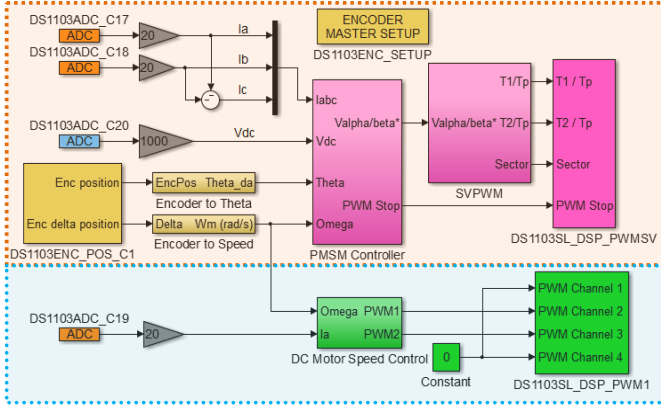 DS1103ADC_C17
ADC
20
Ia
DS1103ADC_C18
ADC
20
Ib
Ic
ENCODER
MASTER SETUP
DS1103ENC_SETUP
DS1103ADC_C20
ADC
1000
Vdc
Iabc
Vdc
Theta
Omega
Valpha/beta*
PWM Stop
PMSM Controller
Valpha/beta*
T1/Tp
T2/Tp
Sector
SVPWM
T1 / Tp
T2 / Tp
Sector
PWM Stop
DS1103SL_DSP_PWMSV
Enc position
Enc delta position
DS1103ENC_POS_C1
EncPos Theta_da
Encoder to Theta
Delta Wm (rad/s)
Encoder to Speed
DS1103ADC_C19
ADC
20
Omega PWM1
Ia PWM2
DC Motor Speed Control
0
Constant
PWM Channel 1
PWM Channel 2
PWM Channel 3
PWM Channel 4
DS1103SL_DSP_PWM1